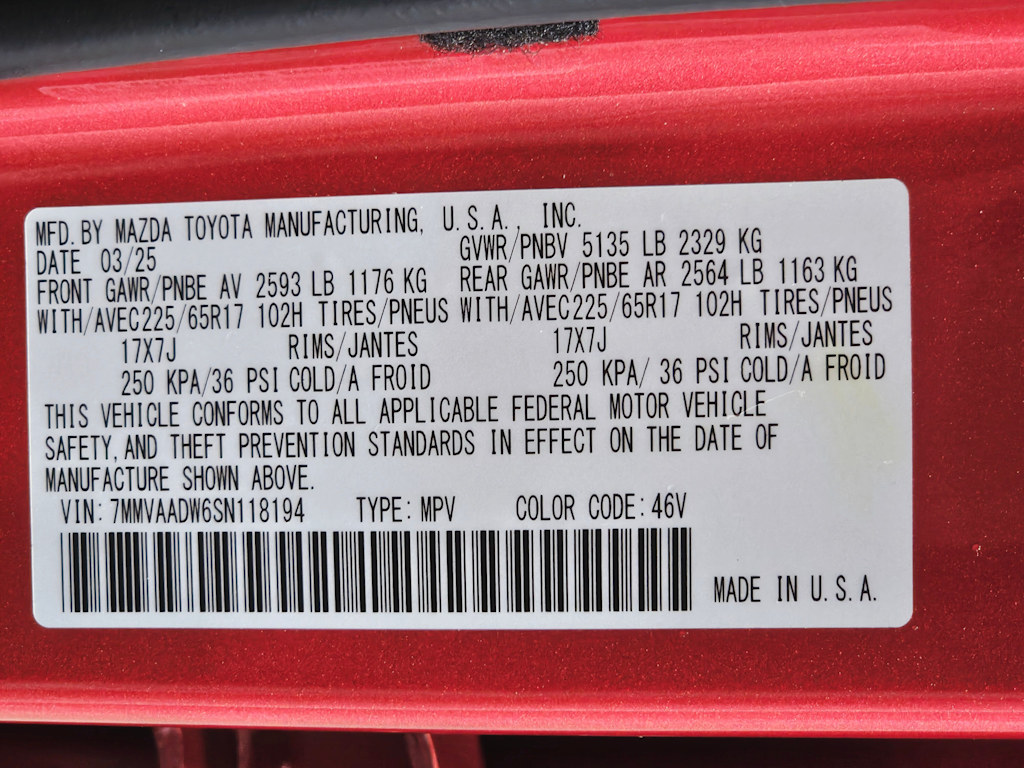 MFD. BY MAZDA TOYOTA MANUFACTURING, U.S.A., INC.
DATE 03/25 GVWR/PNBV 5135 LB 2329 KG
FRONT GAWR/PNBE AV 2593 LB 1176 KG REAR GAWR/PNBE AR 2564 LB 1163 KG
WITH/AVEC225/65R17 102H TIRES/PNEUS WITH/AVEC225/65R17 102H TIRES/PNEUS
17X7J RIMS/JANTES 17X7J RIMS/JANTES
250 KPA/36 PSI COLD/A FROID 250 KPA/ 36 PSI COLD/A FROID
THIS VEHICLE CONFORMS TO ALL APPLICABLE FEDERAL MOTOR VEHICLE
SAFETY, AND THEFT PREVENTION STANDARDS IN EFFECT ON THE DATE OF
MANUFACTURE SHOWN ABOVE.
VIN: 7MMVAADW6SN118194 TYPE: MPV COLOR CODE: 46V
MADE IN U.S.A.